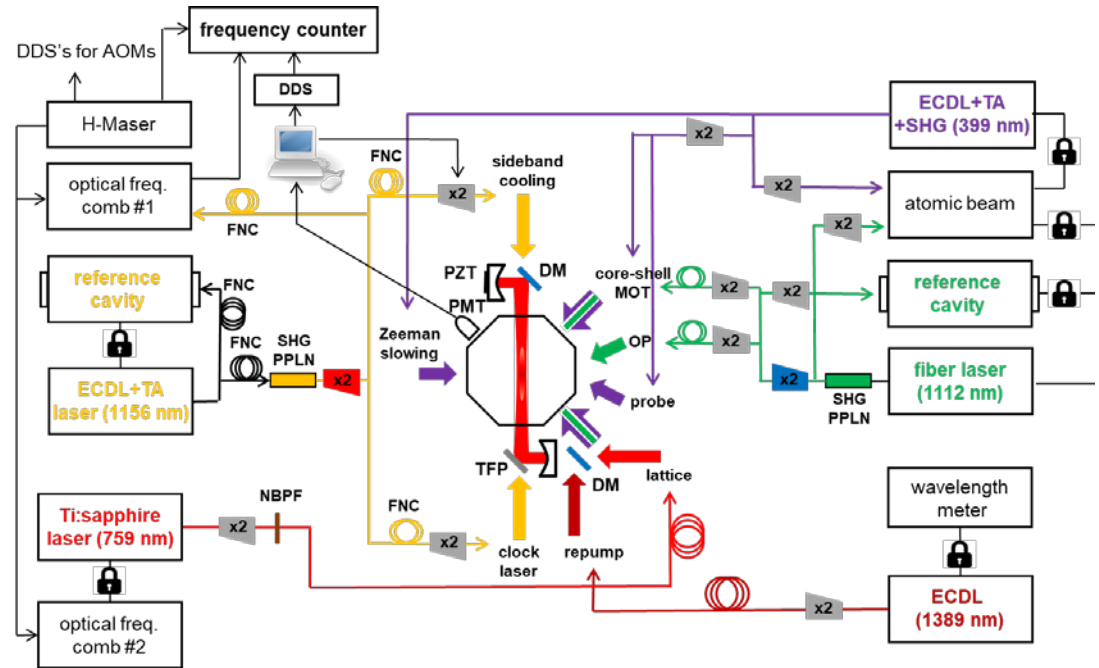 frequency counter
DDS's for AOMs
DDS
H-Maser
optical freq.
comb #1
FNC
FNC
x2
sideband
cooling
ECDL+TA
+SHG (399 nm)
x2
x2
x2
atomic beam
reference
cavity
FNC
FNC
SHG
PPLN
x2
ECDL+TA
laser (1156 nm)
PZT
DM
PMT
Zeeman
slowing
core-shell
MOT
OP
probe
x2
x2
x2
x2
reference
cavity
SHG
PPLN
fiber laser
(1112 nm)
TFP
DM
lattice
clock
laser
repump
FNC
x2
Ti:sapphire
laser (759 nm)
x2
NBPF
optical freq.
comb #2
wavelength
meter
x2
ECDL
(1389 nm)